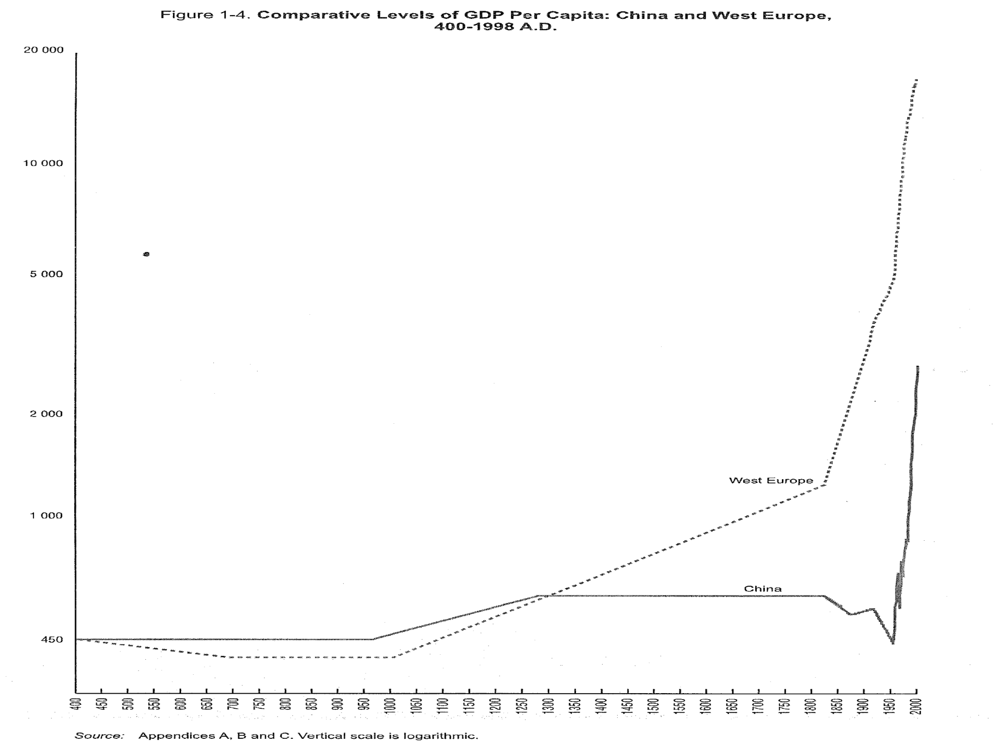 Figure 1-4. Comparative Levels of GDP Per Capita: China and West Europe,
400-1998 A.D.
20 000
10 000
5 000
2 000
1 000
450
West Europe
China
400 450 500 550 600 650 700 750 800 850 900 950 1000 1050 1100 1150 1200 1250 1300 1350 1400 1450 1500 1550 1600 1650 1700 1750 1800 1850 1900 1950 2000
Source: Appendices A, B and C. Vertical scale is logarithmic.